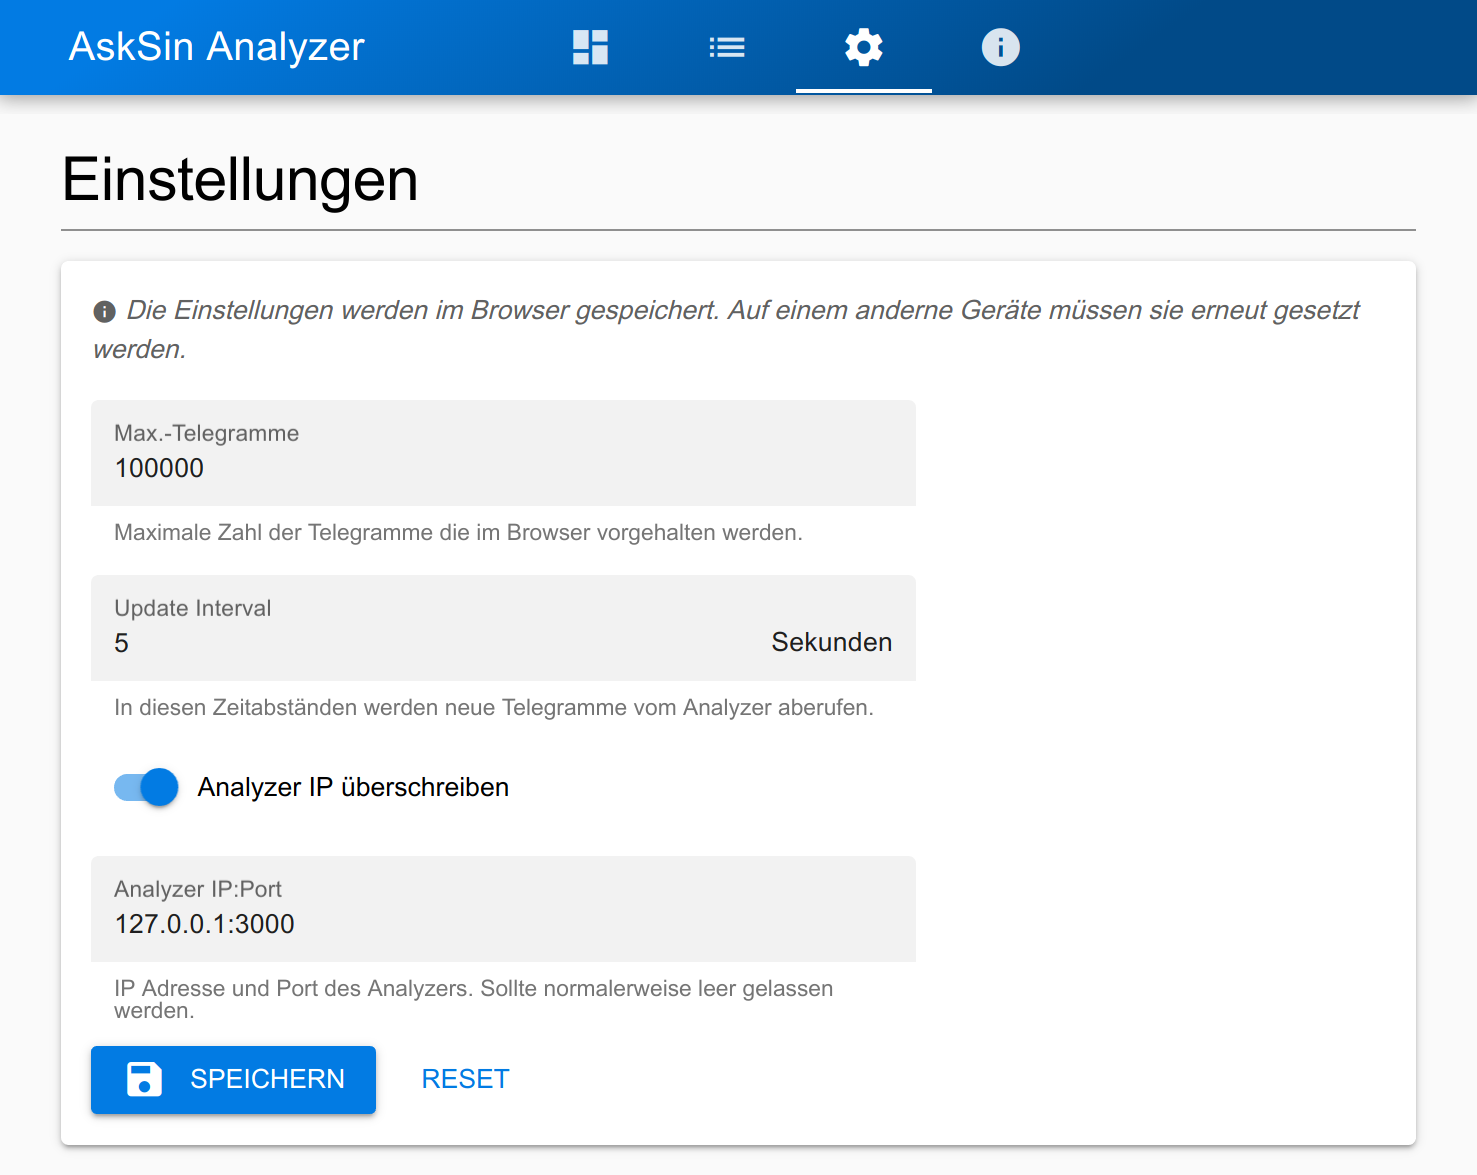 AskSin Analyzer
Einstellungen
Die Einstellungen werden im Browser gespeichert. Auf einem anderne Geräte müssen sie erneut gesetzt
werden.
Max.-Telegramme
100000
Maximale Zahl der Telegramme die im Browser vorgehalten werden.
Update Interval
5 Sekunden
In diesen Zeitabständen werden neue Telegramme vom Analyzer aberufen.
Analyzer IP überschreiben
Analyzer IP:Port
127.0.0.1:3000
IP Adresse und Port des Analyzers. Sollte normalerweise leer gelassen
werden.
SPEICHERN RESET